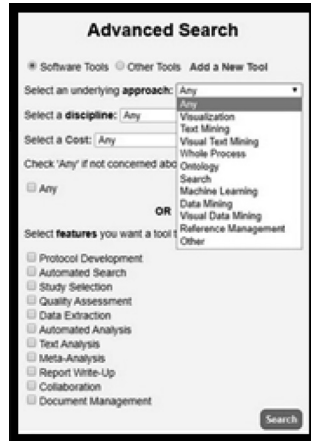 Advanced Search
Software Tools Other Tools Add a New Tool
Select an underlying approach: Any
Any
Visualization
Text Mining
Visual Text Mining
Whole Process
Ontology
Search
Machine Learning
Data Mining
Visual Data Mining
Reference Management
Other
Select a discipline: Any
Select a Cost: Any
Check 'Any' if not concerned abo
Any
OR
Select features you want a tool t
Protocol Development
Automated Search
Study Selection
Quality Assessment
Data Extraction
Automated Analysis
Text Analysis
Meta-Analysis
Report Write-Up
Collaboration
Document Management
Search